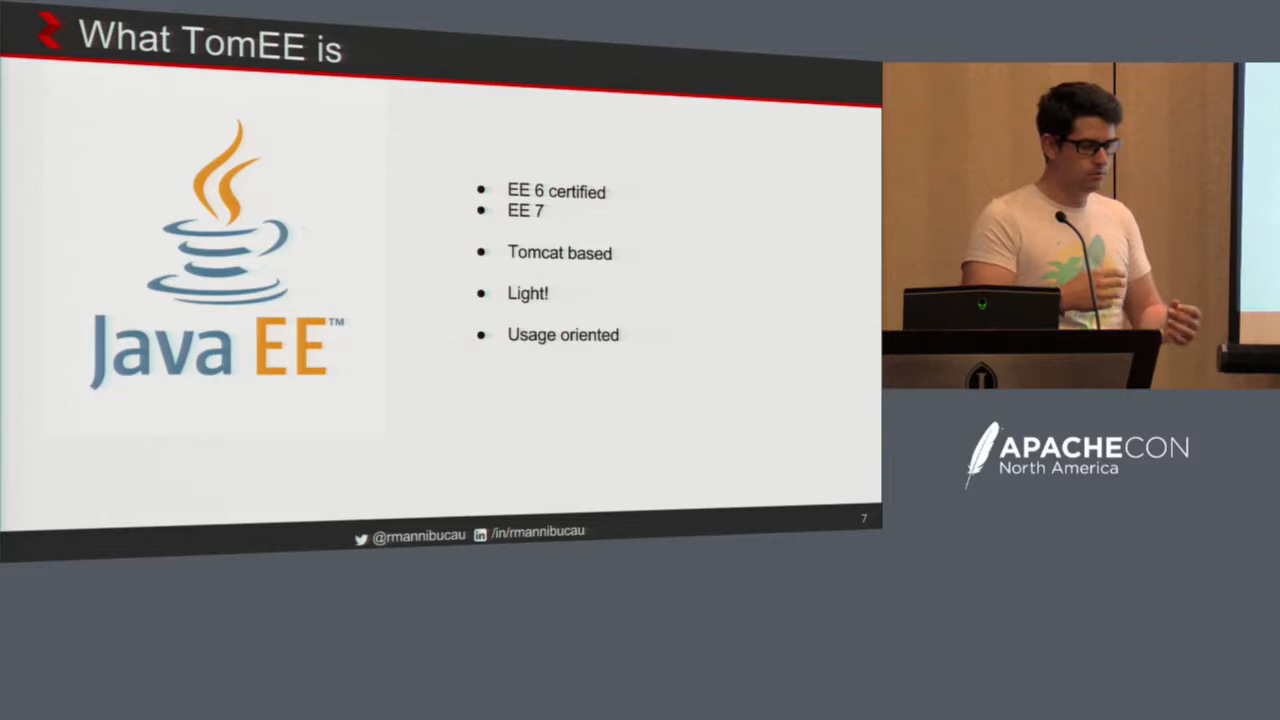 What TomEE is
Java EE™
EE 6 certified
EE 7
Tomcat based
Light!
Usage oriented
@rmannibucau /in/rmannibucau
7
APACHECON
North America